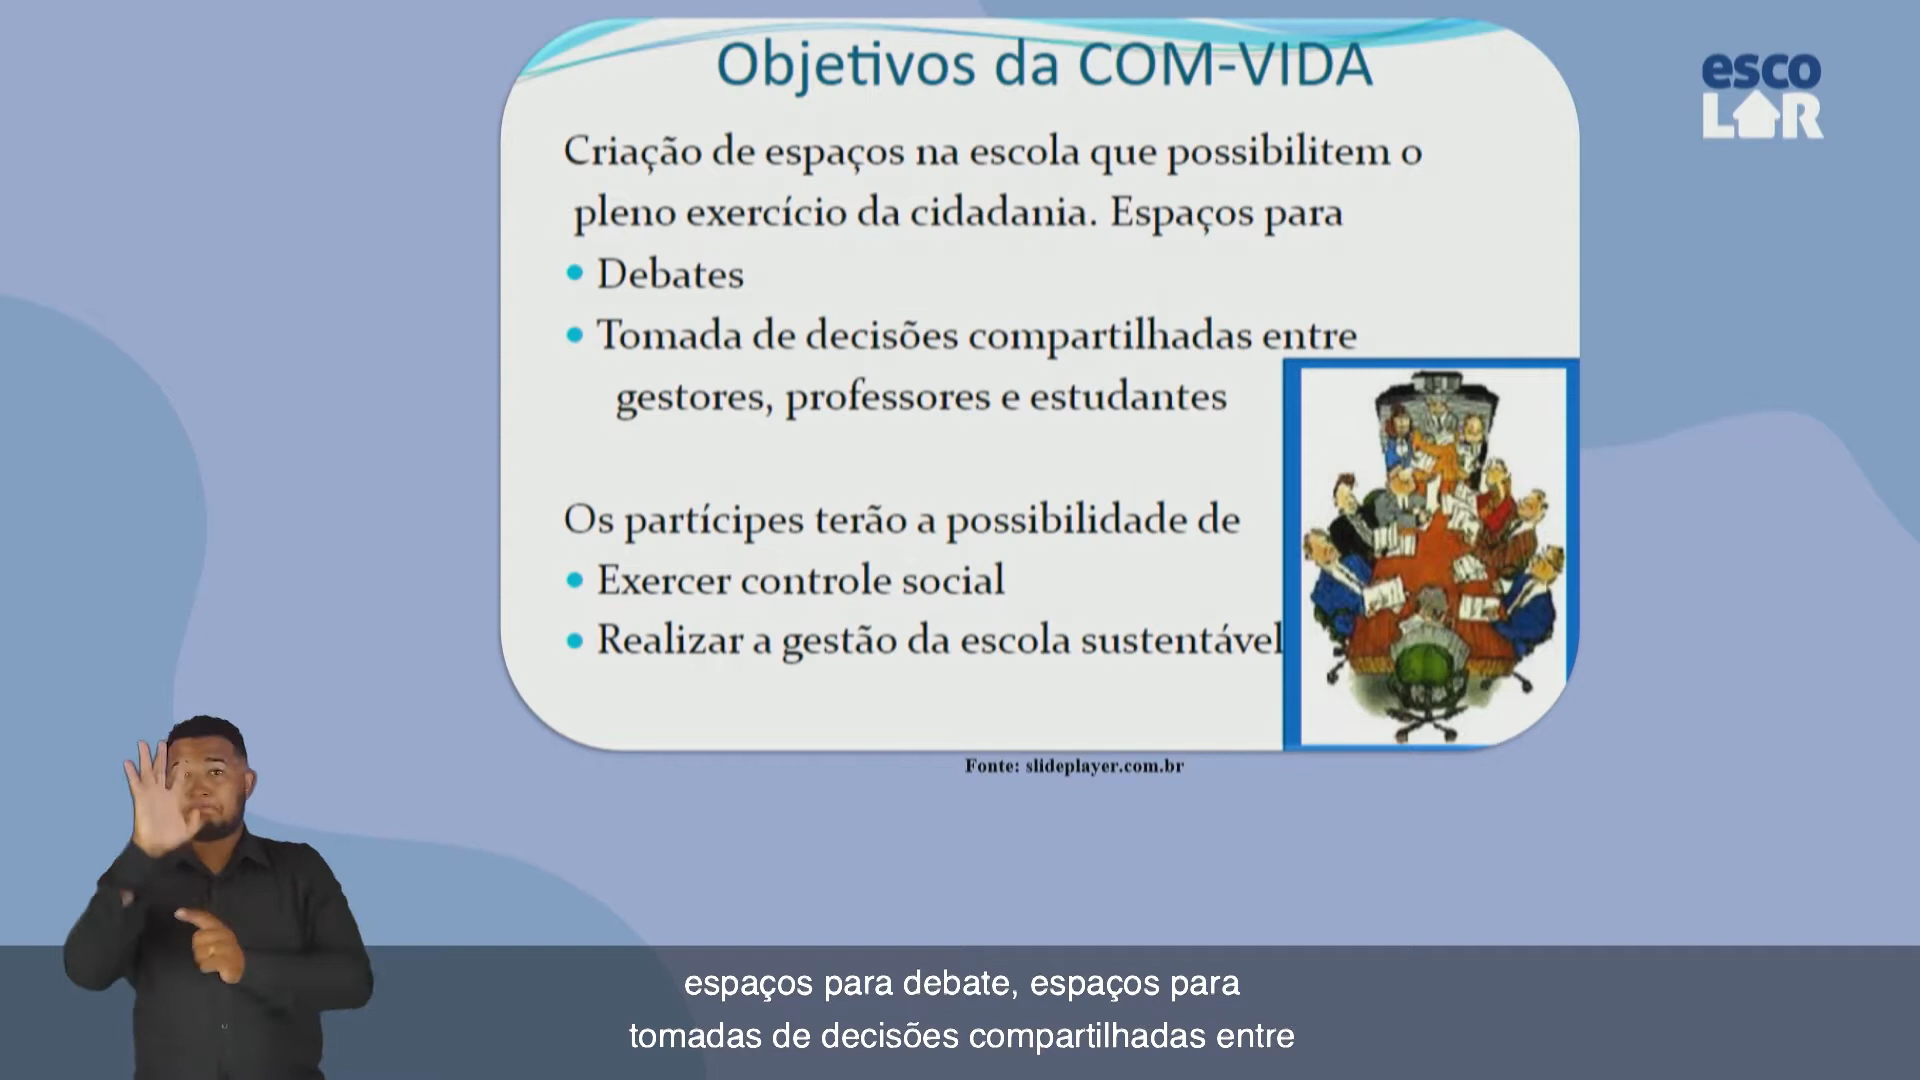 Objetivos da COM-VIDA
esco
LAR
Criação de espaços na escola que possibilitem o
pleno exercício da cidadania. Espaços para
• Debates
• Tomada de decisões compartilhadas entre
gestores, professores e estudantes
Os partícipes terão a possibilidade de
• Exercer controle social
• Realizar a gestão da escola sustentável
Fonte: slideplayer.com.br
espaços para debate, espaços para
tomadas de decisões compartilhadas entre